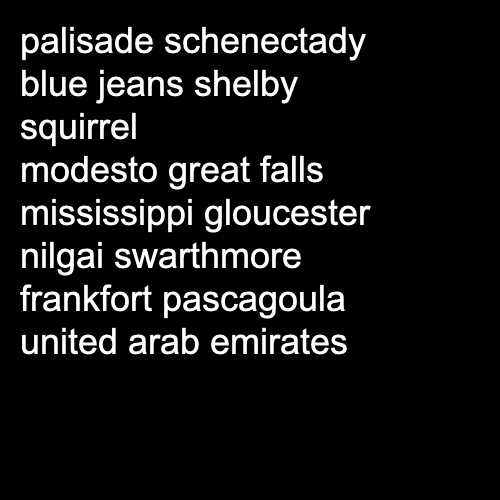 palisade schenectady
blue jeans shelby
squirrel
modesto great falls
mississippi gloucester
nilgai swarthmore
frankfort pascagoula
united arab emirates